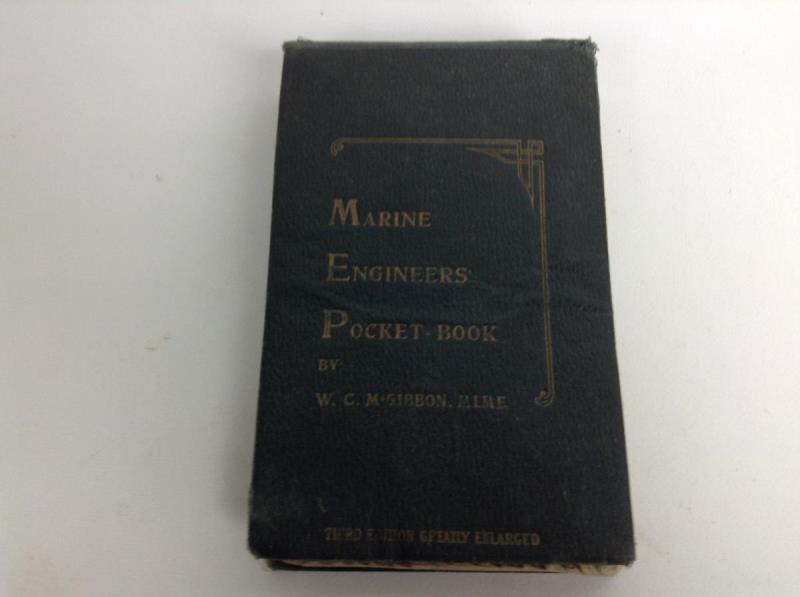 MARINE
ENGINEERS'
POCKET-BOOK
BY
W. C. McGIBBON, M.I.M.E.
THIRD EDITION GREATLY ENLARGED